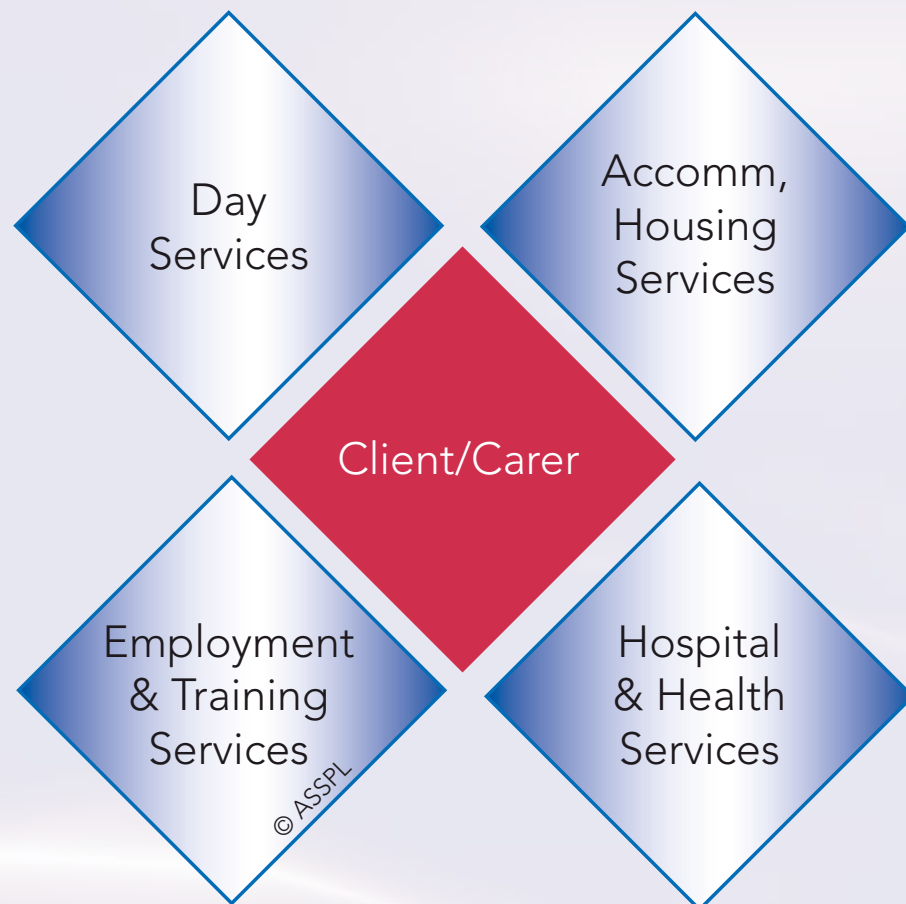 Day
Services
Accomm,
Housing
Services
Client/Carer
Employment
& Training
Services
© ASSPL
Hospital
& Health
Services